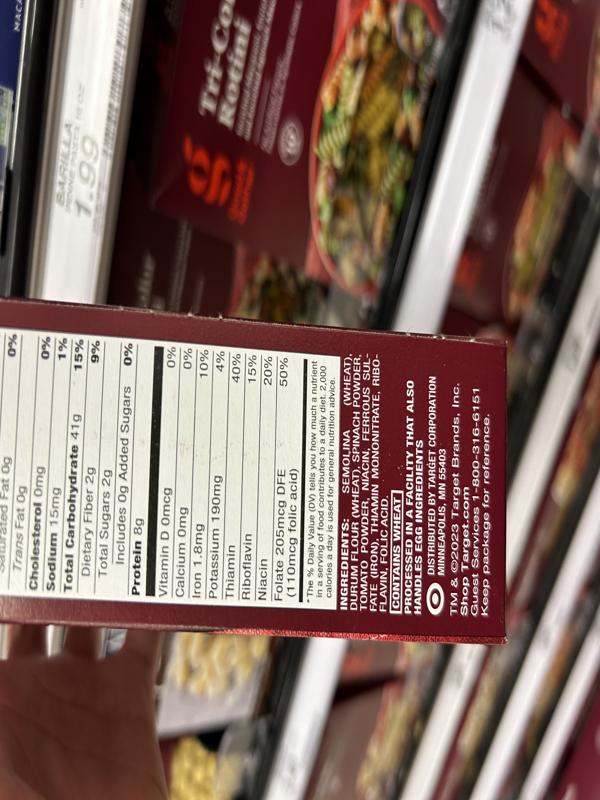 Saturated Fat 0g 0%
Trans Fat 0g
Cholesterol 0mg 0%
Sodium 15mg 1%
Total Carbohydrate 41g 15%
Dietary Fiber 2g 9%
Total Sugars 2g
Includes 0g Added Sugars 0%
Protein 8g
Vitamin D 0mcg 0%
Calcium 0mg 0%
Iron 1.8mg 10%
Potassium 190mg 4%
Thiamin 40%
Riboflavin 15%
Niacin 20%
Folate 205mcg DFE 50%
(110mcg folic acid)
*The % Daily Value (DV) tells you how much a nutrient
in a serving of food contributes to a daily diet. 2,000
calories a day is used for general nutrition advice.
INGREDIENTS: SEMOLINA (WHEAT),
DURUM FLOUR (WHEAT), SPINACH POWDER,
TOMATO POWDER, NIACIN, FERROUS SUL-
FATE (IRON), THIAMIN MONONITRATE, RIBO-
FLAVIN, FOLIC ACID.
CONTAINS WHEAT
PROCESSED IN A FACILITY THAT ALSO
HANDLES EGG INGREDIENTS
DISTRIBUTED BY TARGET CORPORATION
MINNEAPOLIS, MN 55403
TM & ©2023 Target Brands, Inc.
Shop Target.com
Guest Services 1-800-316-6151
Keep package for reference.
BARILLA
1.99
Tri-Co
Rotini
MACA